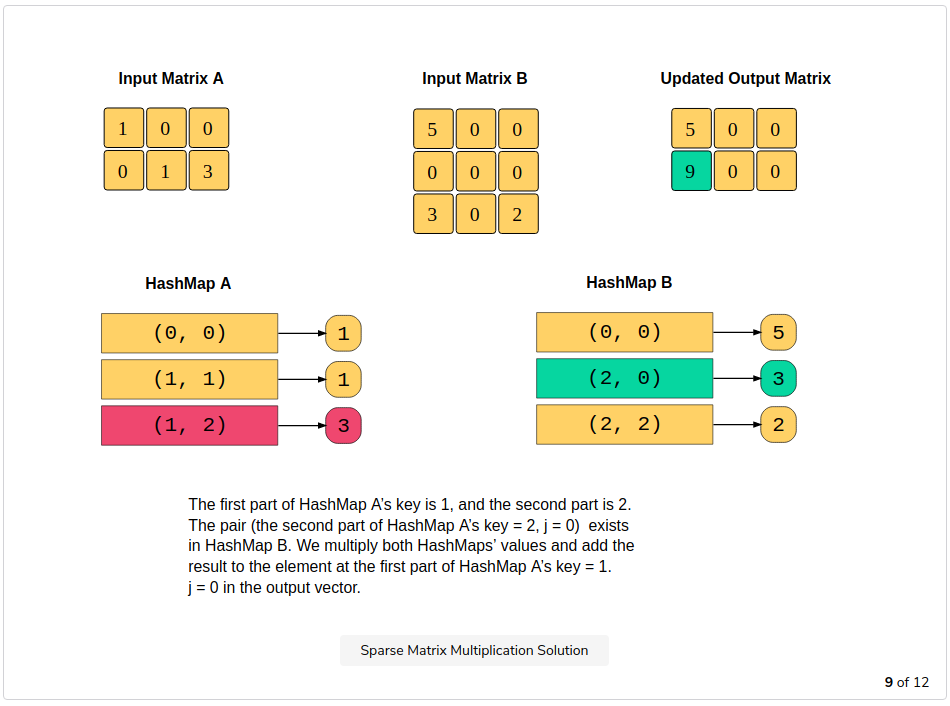 Input Matrix A Input Matrix B Updated Output Matrix
1 0 0
0 1 3
5 0 0
0 0 0
3 0 2
5 0 0
9 0 0
HashMap A
(0, 0) 1
(1, 1) 1
(1, 2) 3
HashMap B
(0, 0) 5
(2, 0) 3
(2, 2) 2
The first part of HashMap A’s key is 1, and the second part is 2.
The pair (the second part of HashMap A’s key = 2, j = 0) exists
in HashMap B. We multiply both HashMaps’ values and add the
result to the element at the first part of HashMap A’s key = 1.
j = 0 in the output vector.
Sparse Matrix Multiplication Solution
9 of 12